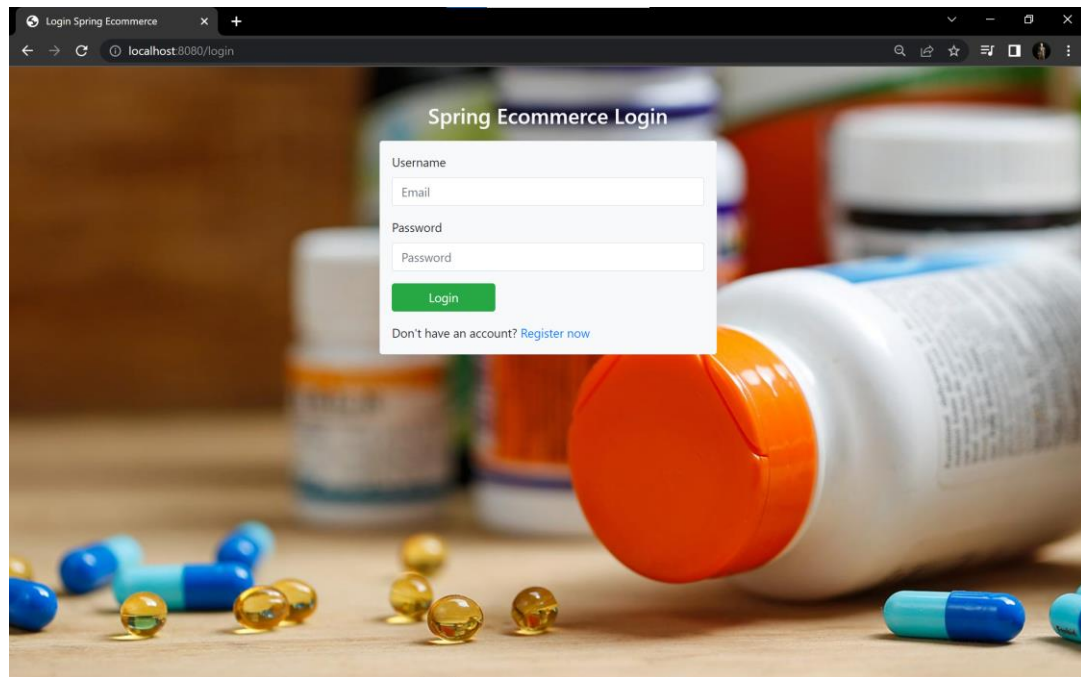 Login Spring Ecommerce
localhost:8080/login
Spring Ecommerce Login
Username
Email
Password
Password
Login
Don't have an account? Register now